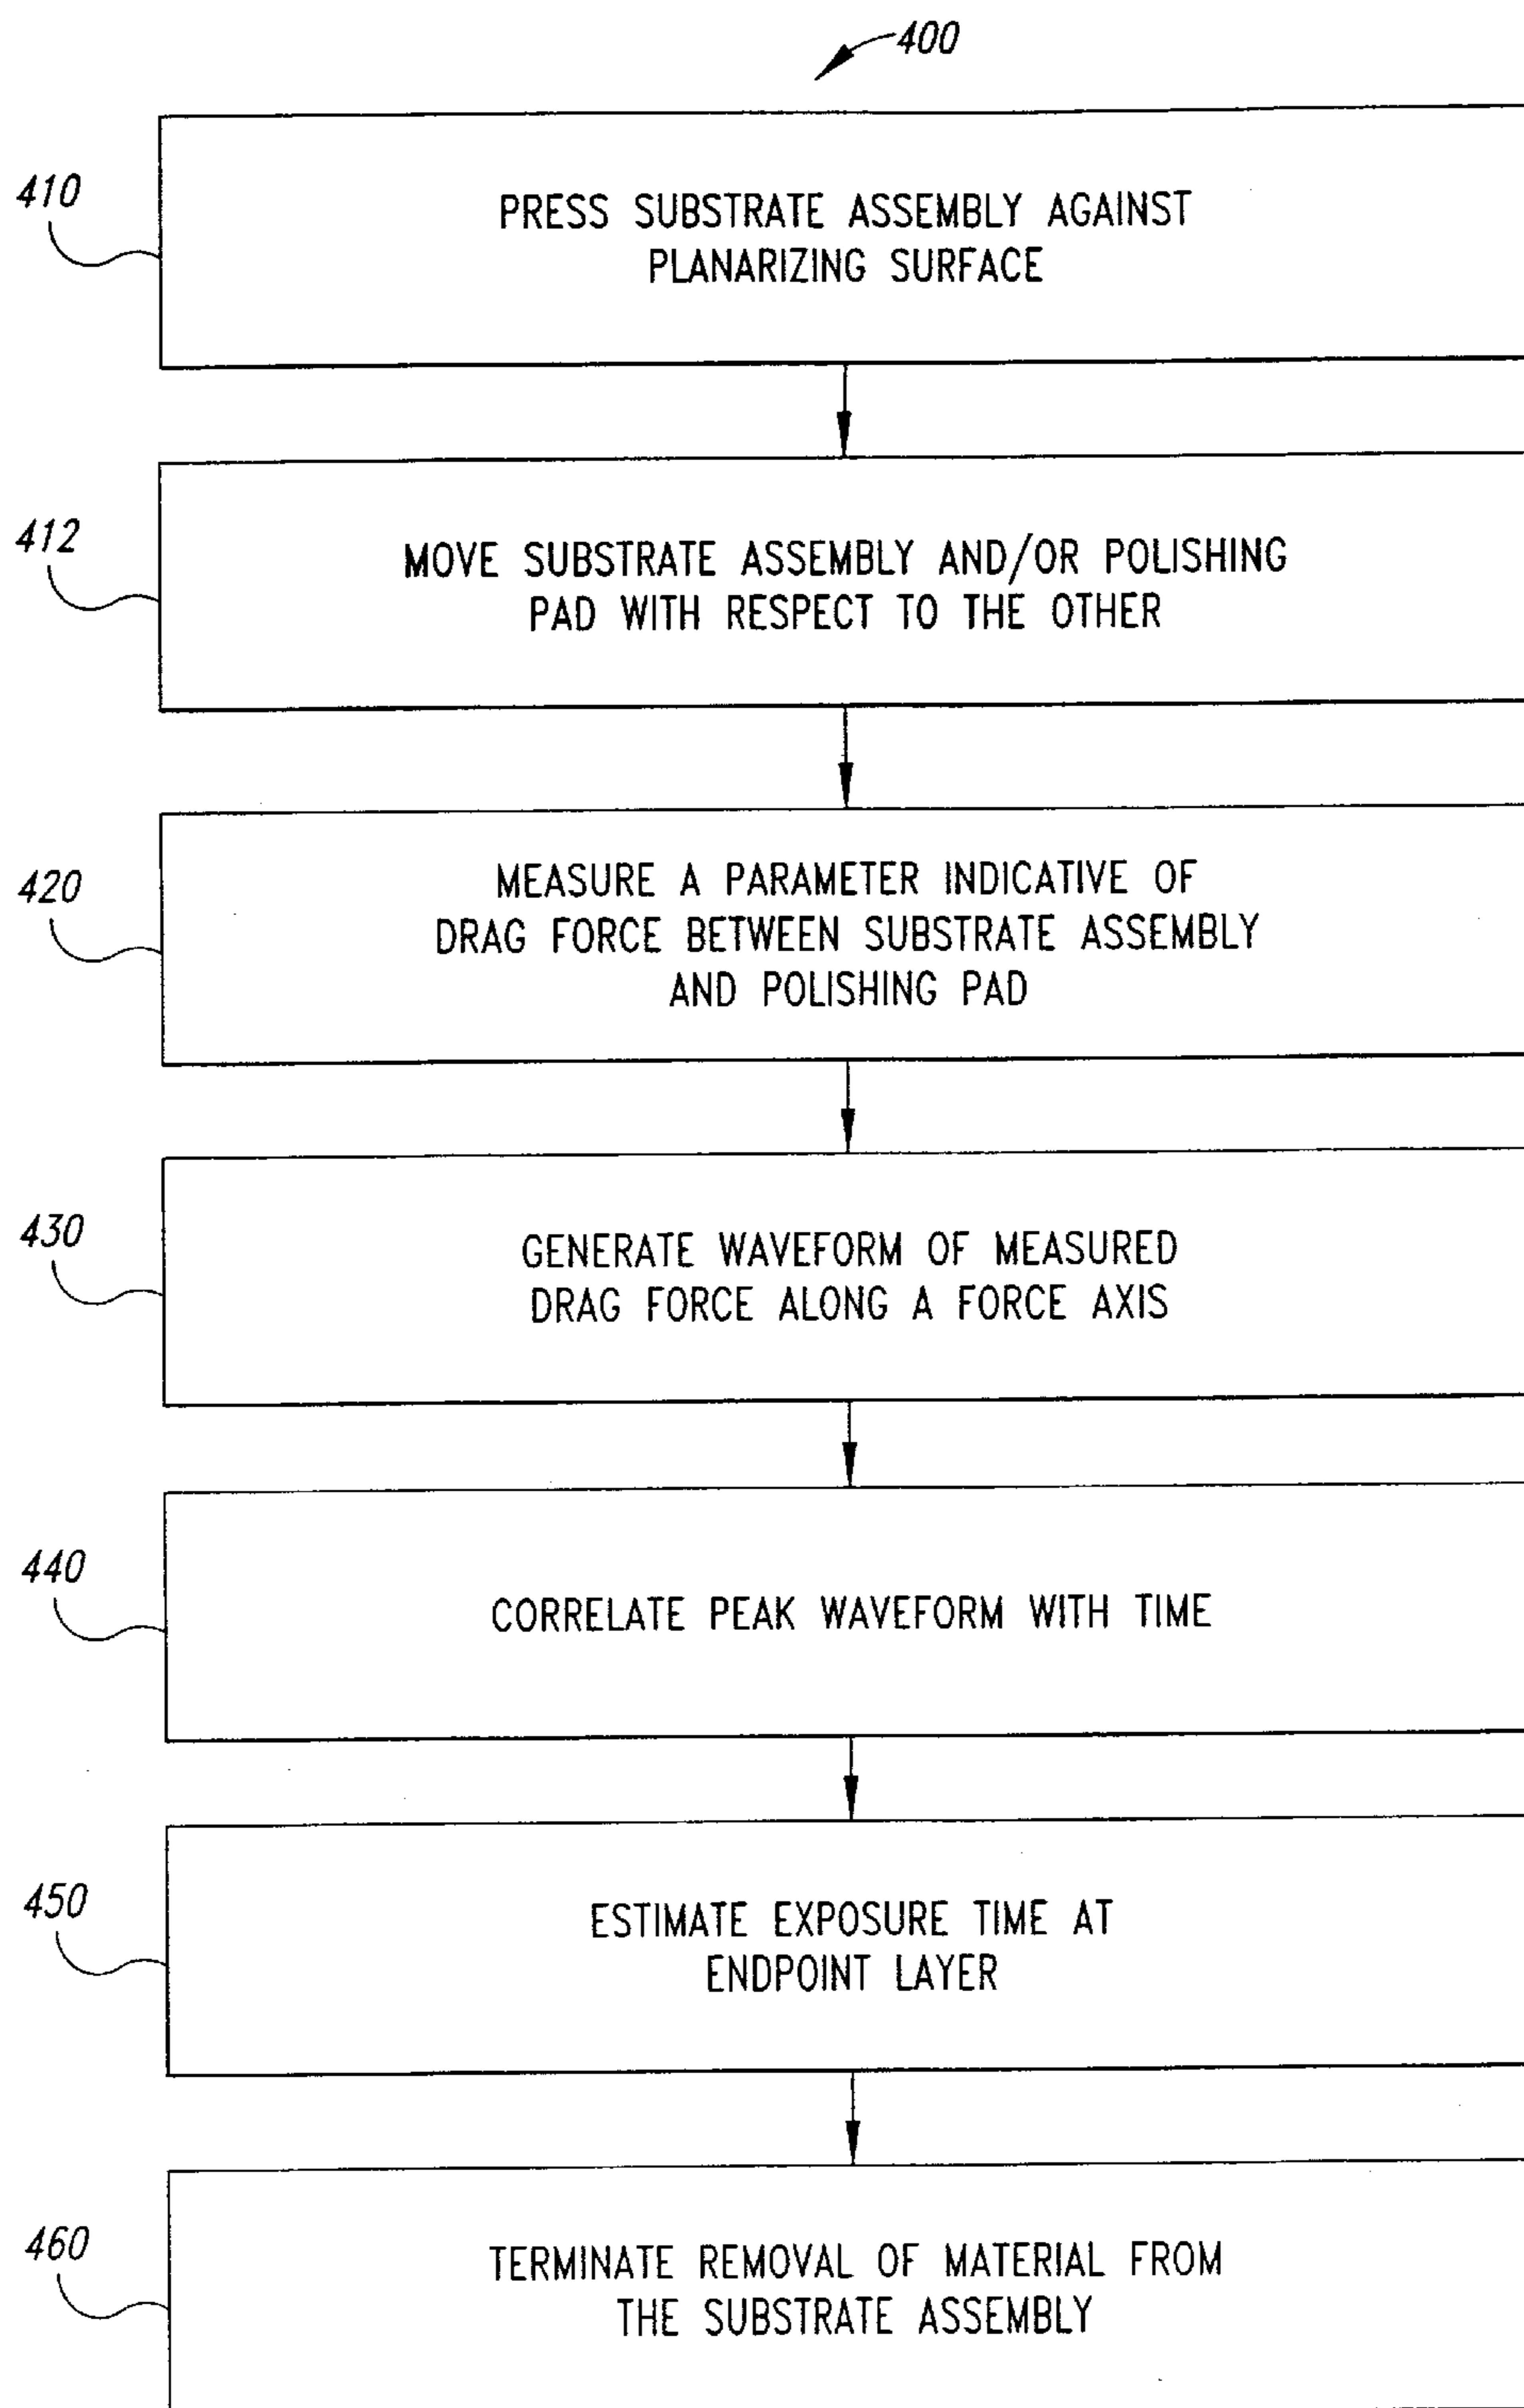 400
410
PRESS SUBSTRATE ASSEMBLY AGAINST
PLANARIZING SURFACE
412
MOVE SUBSTRATE ASSEMBLY AND/OR POLISHING
PAD WITH RESPECT TO THE OTHER
420
MEASURE A PARAMETER INDICATIVE OF
DRAG FORCE BETWEEN SUBSTRATE ASSEMBLY
AND POLISHING PAD
430
GENERATE WAVEFORM OF MEASURED
DRAG FORCE ALONG A FORCE AXIS
440
CORRELATE PEAK WAVEFORM WITH TIME
450
ESTIMATE EXPOSURE TIME AT
ENDPOINT LAYER
460
TERMINATE REMOVAL OF MATERIAL FROM
THE SUBSTRATE ASSEMBLY